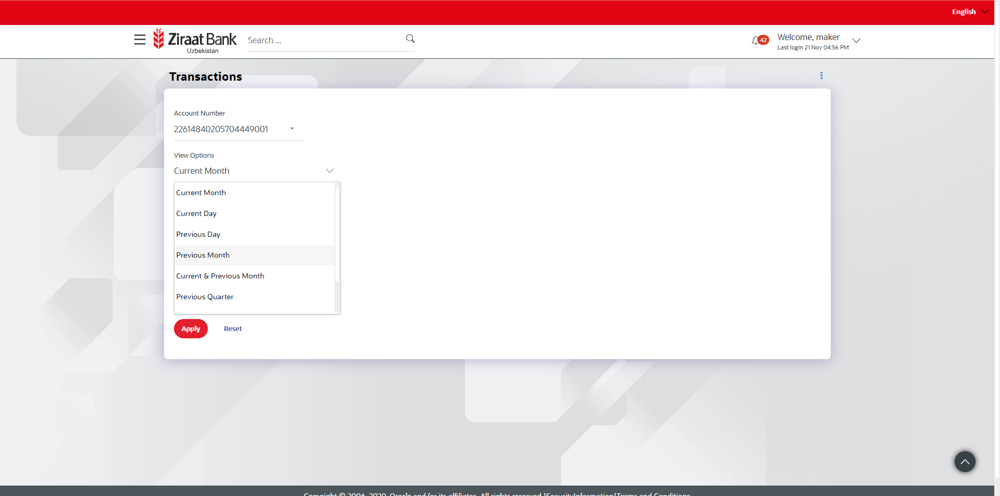 English
Ziraat Bank
Uzbekistan
Search ...
42
Welcome, maker
Last login 21 Nov 04:56 PM
Transactions
Account Number
22614840205704449001
View Options
Current Month
Current Month
Current Day
Previous Day
Previous Month
Current & Previous Month
Previous Quarter
Apply
Reset
Copyright © 2006, 2020, Oracle and/or its affiliates. All rights reserved.|SecurityInformation|Terms and Conditions